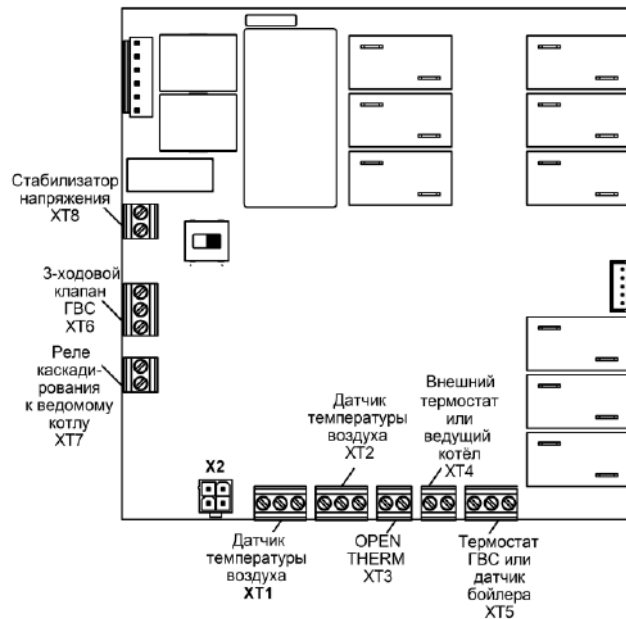 Стабилизатор
напряжения
XT8
3-ходовой
клапан
ГВС
XT6
Реле
каскади-
рования
к ведомому
котлу
XT7
X2
Датчик
температуры
воздуха
XT2
Внешний
термостат
или
ведущий
котёл
XT4
Датчик
температуры
воздуха
XT1
OPEN
THERM
XT3
Термостат
ГВС или
датчик
бойлера
XT5